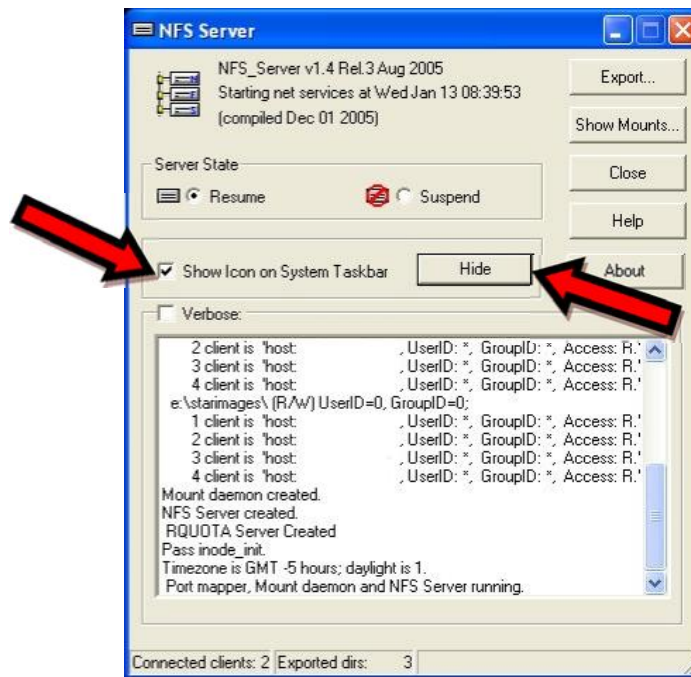 NFS Server
NFS_Server v1.4 Rel.3 Aug 2005
Starting net services at Wed Jan 13 08:39:53
(compiled Dec 01 2005)
Export...
Show Mounts...
Close
Help
About
Server State
Resume
Suspend
Show Icon on System Taskbar
Hide
Verbose:
2 client is 'host: , UserID: *, GroupID: *, Access: R.'
3 client is 'host: , UserID: *, GroupID: *, Access: R.'
4 client is 'host: , UserID: *, GroupID: *, Access: R.'
e:\starimages\ (R/W) UserID=0, GroupID=0;
1 client is 'host: , UserID: *, GroupID: *, Access: R.'
2 client is 'host: , UserID: *, GroupID: *, Access: R.'
3 client is 'host: , UserID: *, GroupID: *, Access: R.'
4 client is 'host: , UserID: *, GroupID: *, Access: R.'
Mount daemon created.
NFS Server created.
RQUOTA Server Created
Pass inode_init.
Timezone is GMT -5 hours; daylight is 1.
Port mapper, Mount daemon and NFS Server running.
Connected clients: 2 Exported dirs: 3